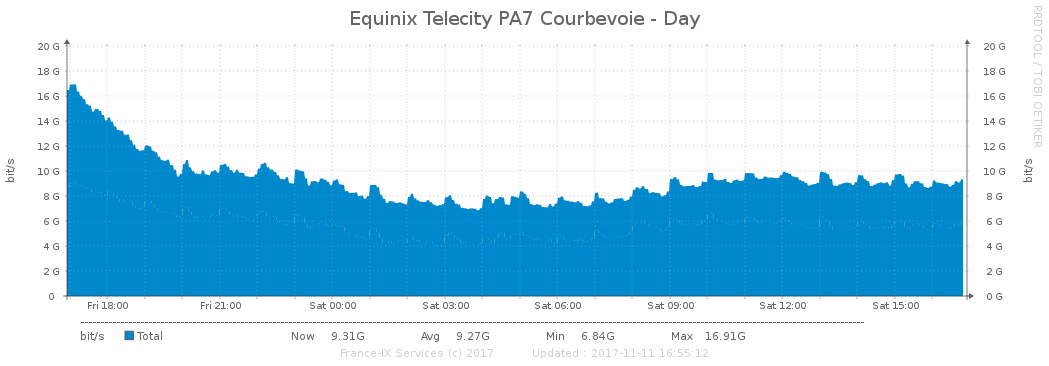 Equinix Telecity PA7 Courbevoie - Day
RRDTOOL / TOBI OETIKER
20 G 20 G
18 G 18 G
16 G 16 G
14 G 14 G
12 G 12 G
10 G 10 G
8 G 8 G
6 G 6 G
4 G 4 G
2 G 2 G
0 0 G
bit/s bit/s
Fri 18:00 Fri 21:00 Sat 00:00 Sat 03:00 Sat 06:00 Sat 09:00 Sat 12:00 Sat 15:00
bit/s Total Now 9.31G Avg 9.27G Min 6.84G Max 16.91G
France-IX Services (c) 2017 Updated : 2017-11-11 16:55:12